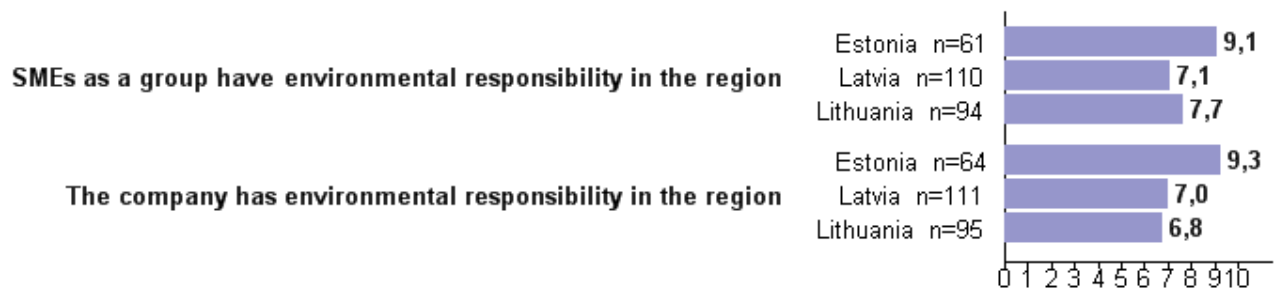 Estonia n=61 9,1
SMEs as a group have environmental responsibility in the region Latvia n=110 7,1
Lithuania n=94 7,7
Estonia n=64 9,3
The company has environmental responsibility in the region Latvia n=111 7,0
Lithuania n=95 6,8
0 1 2 3 4 5 6 7 8 9 10